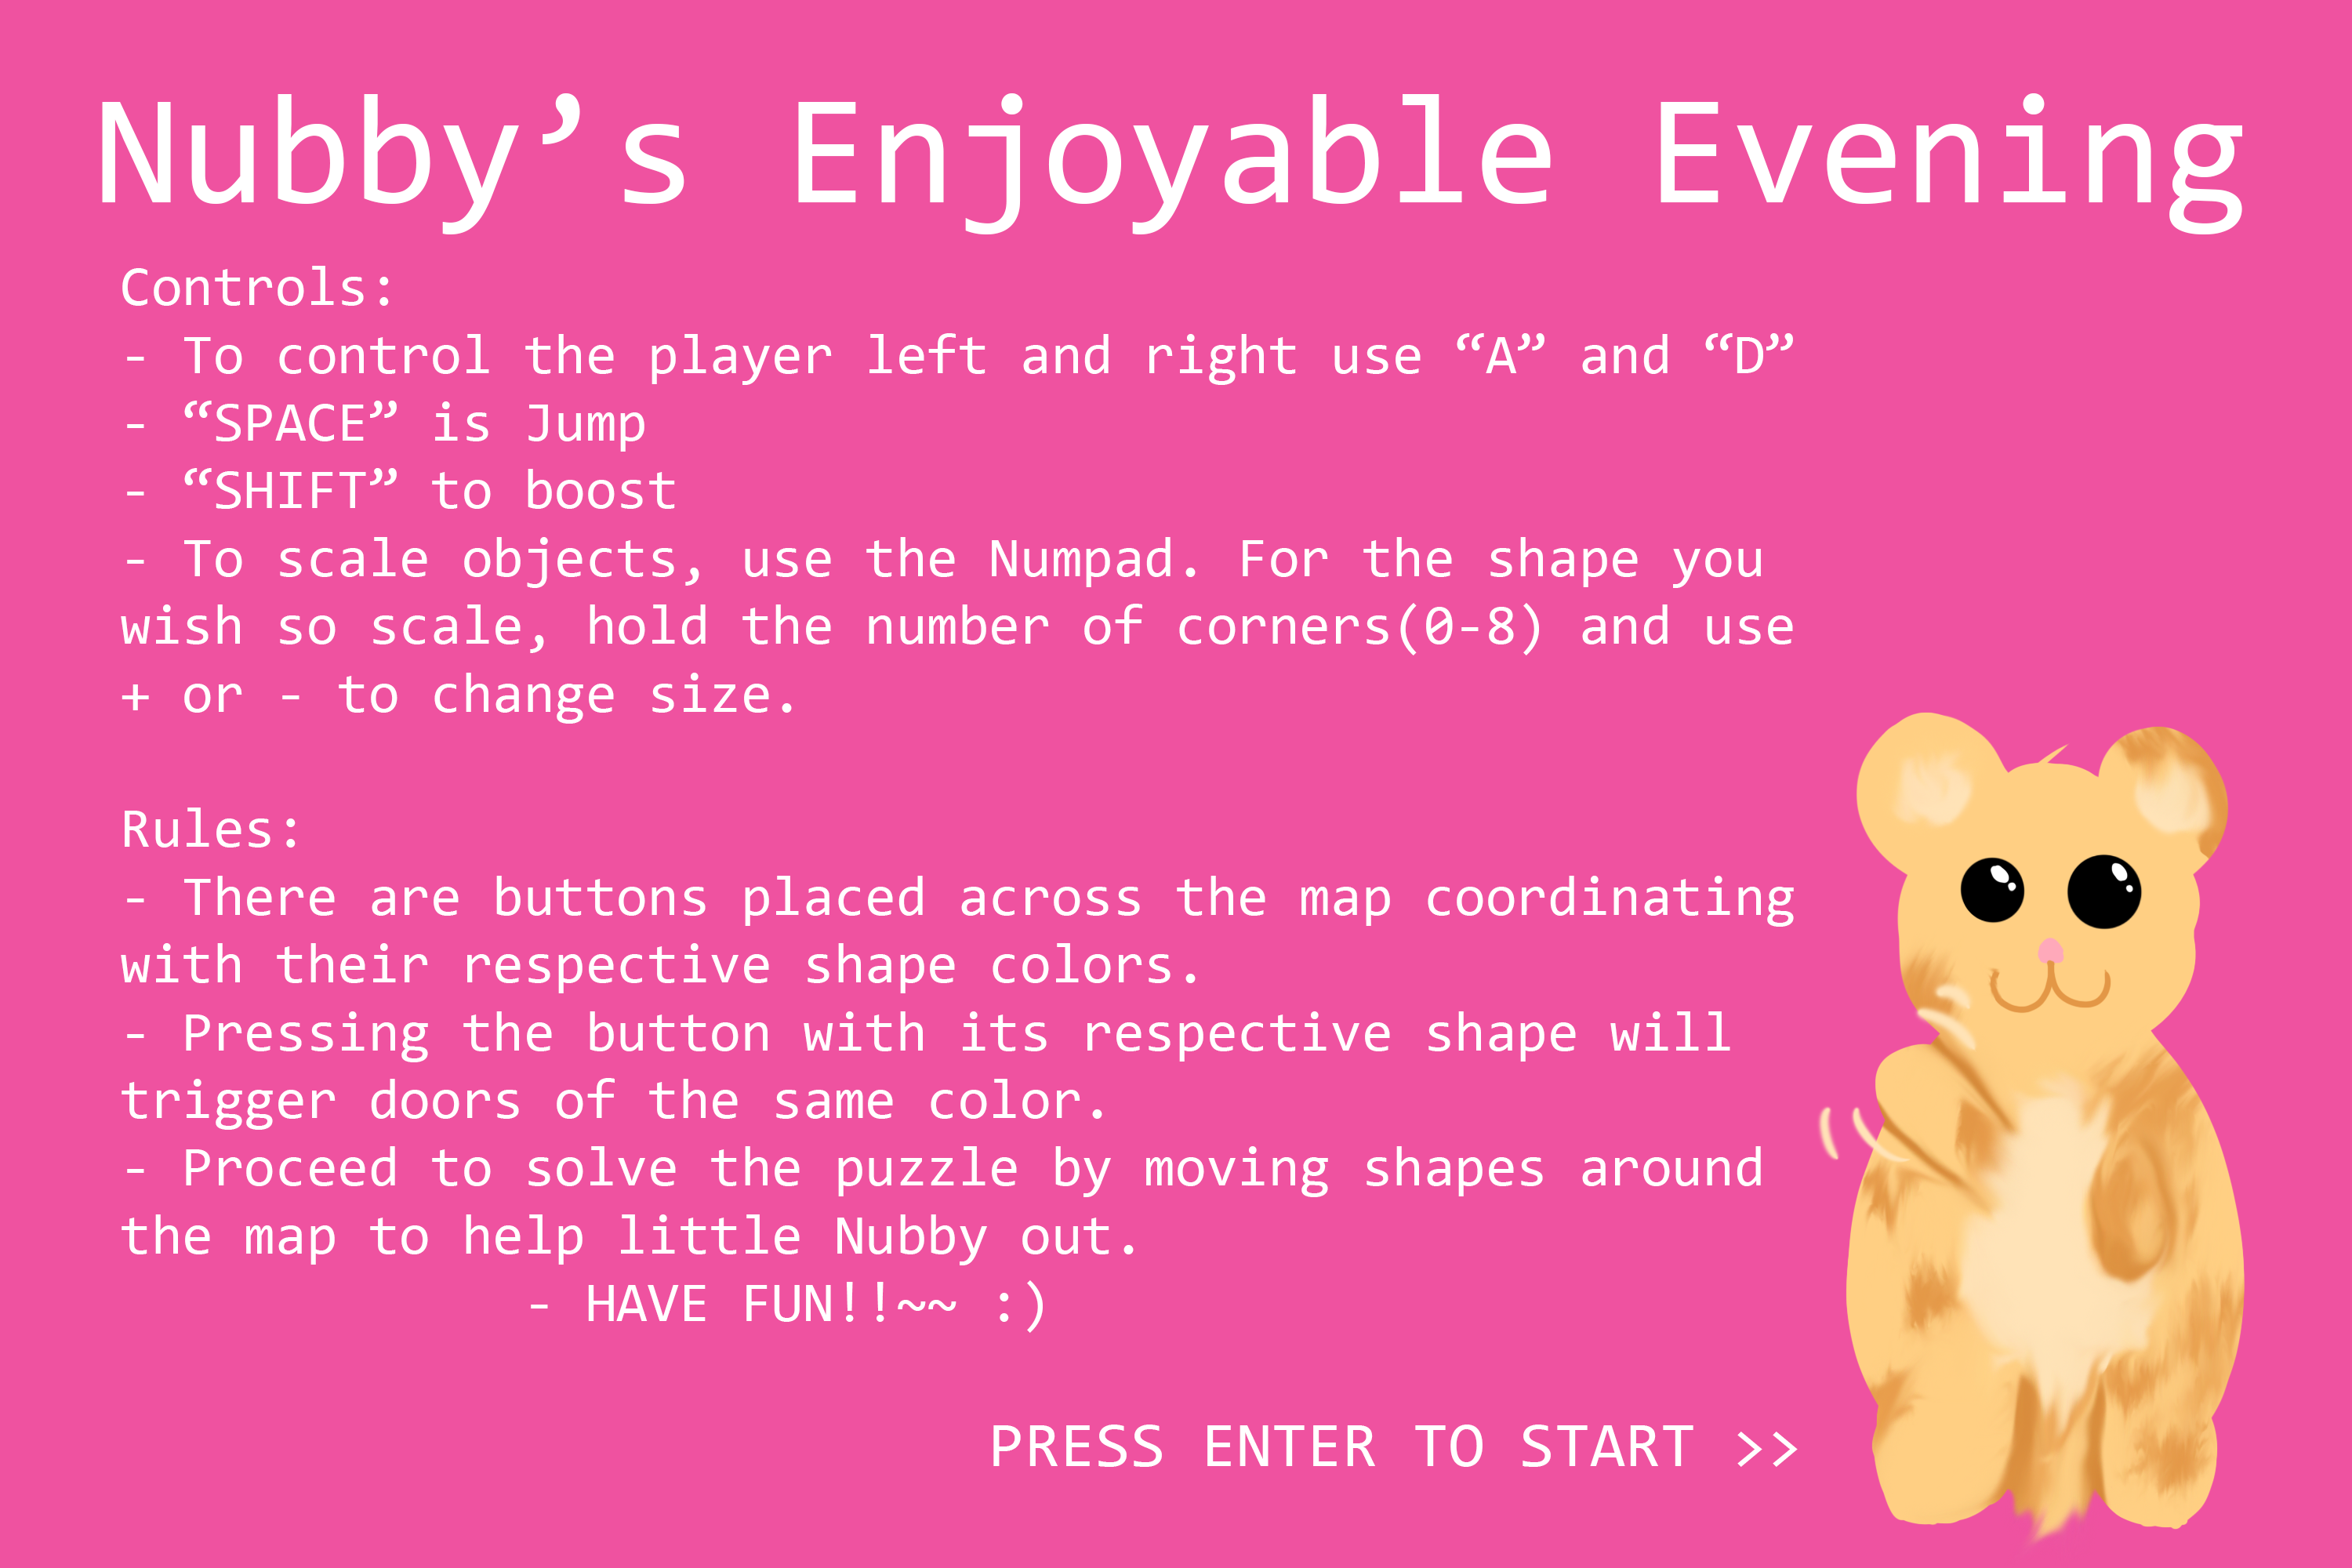 Nubby’s Enjoyable Evening
Controls:
- To control the player left and right use “A” and “D”
- “SPACE” is Jump
- “SHIFT” to boost
- To scale objects, use the Numpad. For the shape you
wish so scale, hold the number of corners(0-8) and use
+ or - to change size.
Rules:
- There are buttons placed across the map coordinating
with their respective shape colors.
- Pressing the button with its respective shape will
trigger doors of the same color.
- Proceed to solve the puzzle by moving shapes around
the map to help little Nubby out.
- HAVE FUN!!~~ :)
PRESS ENTER TO START >>